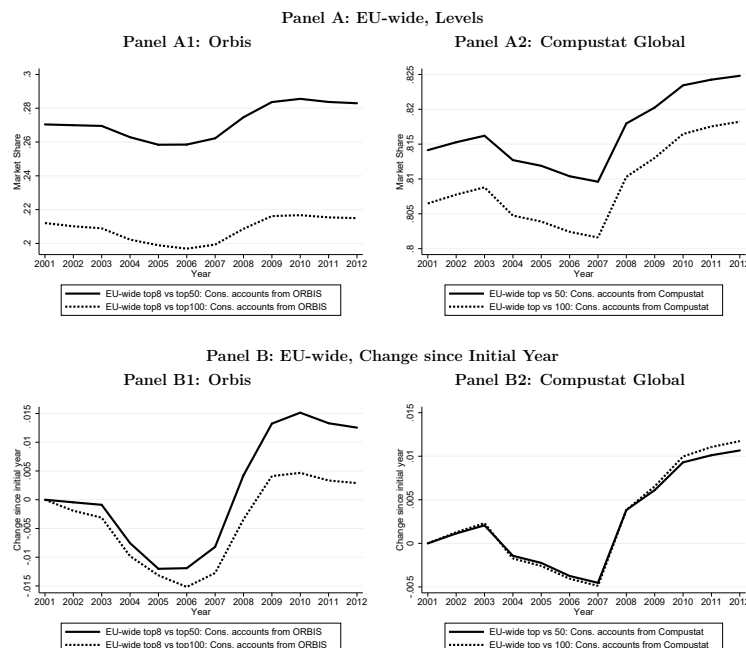 Panel A: EU-wide, Levels
Panel A1: Orbis
Panel A2: Compustat Global
Market Share
.3
.28
.26
.24
.22
.2
2001 2002 2003 2004 2005 2006 2007 2008 2009 2010 2011 2012
Year
EU-wide top8 vs top50: Cons. accounts from ORBIS
EU-wide top8 vs top100: Cons. accounts from ORBIS
Market Share
.825
.82
.815
.81
.805
.8
2001 2002 2003 2004 2005 2006 2007 2008 2009 2010 2011 2012
Year
EU-wide top vs 50: Cons. accounts from Compustat
EU-wide top vs 100: Cons. accounts from Compustat
Panel B: EU-wide, Change since Initial Year
Panel B1: Orbis
Panel B2: Compustat Global
Change since initial year
.015
.01
.005
0
-.005
-.01
-.015
2001 2002 2003 2004 2005 2006 2007 2008 2009 2010 2011 2012
Year
EU-wide top8 vs top50: Cons. accounts from ORBIS
EU-wide top8 vs top100: Cons. accounts from ORBIS
Change since initial year
.015
.01
.005
0
-.005
2001 2002 2003 2004 2005 2006 2007 2008 2009 2010 2011 2012
Year
EU-wide top vs 50: Cons. accounts from Compustat
EU-wide top vs 100: Cons. accounts from Compustat